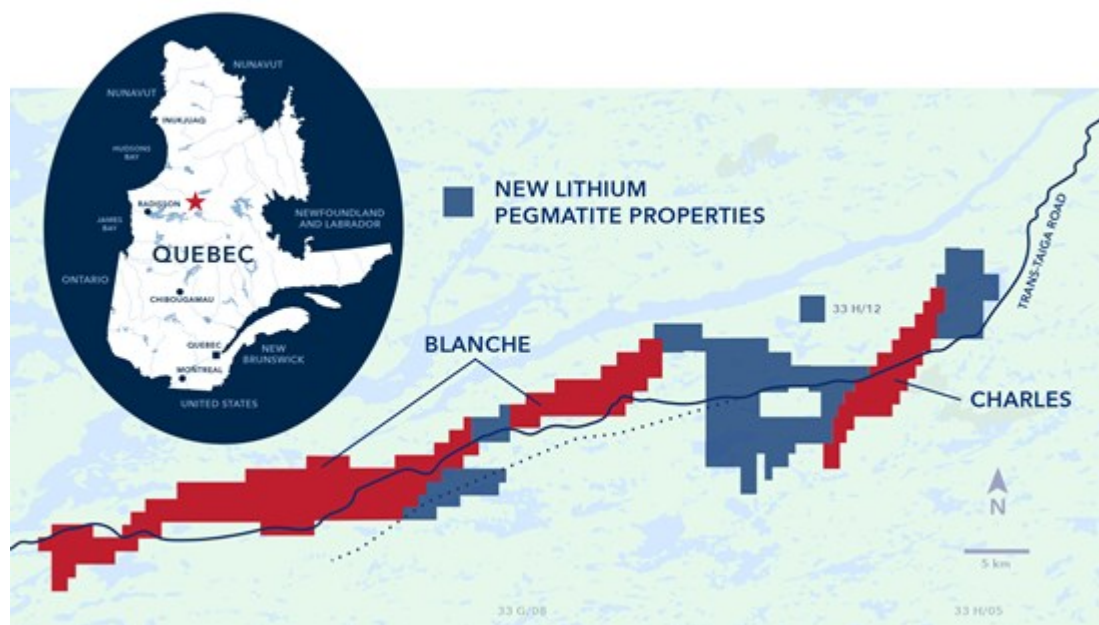 NUNAVUT
NUNAVUT
INUKJUAQ
HUDSONS
BAY
RADISSON
JAMES
BAY
NEWFOUNDLAND
AND LABRADOR
QUEBEC
ONTARIO
CHIBOUGAMAU
QUEBEC
NEW
BRUNSWICK
MONTREAL
UNITED STATES
NEW LITHIUM
PEGMATITE PROPERTIES
TRANS-TAIGA ROAD
33 H/12
BLANCHE
CHARLES
N
5 km
33 G/08
33 H/05